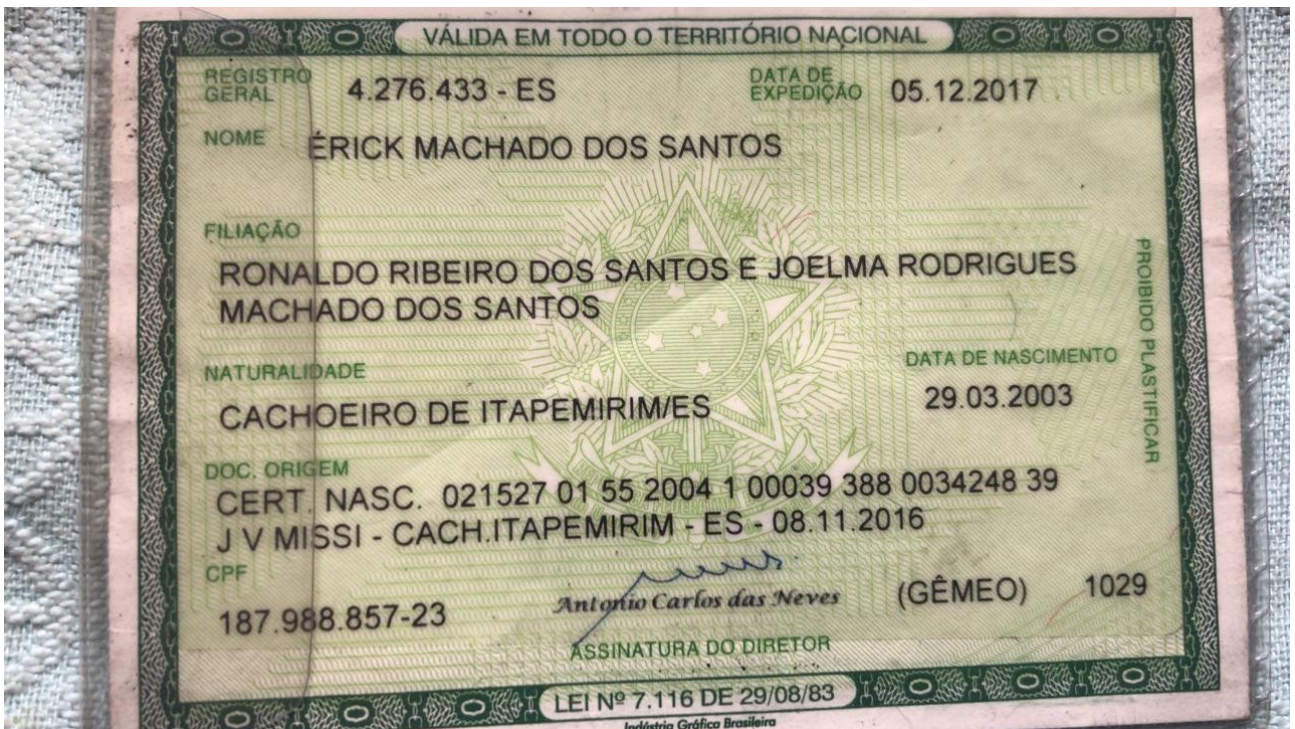 VÁLIDA EM TODO O TERRITÓRIO NACIONAL
REGISTRO GERAL 4.276.433 - ES DATA DE EXPEDIÇÃO 05.12.2017
NOME ÉRICK MACHADO DOS SANTOS
FILIAÇÃO
RONALDO RIBEIRO DOS SANTOS E JOELMA RODRIGUES
MACHADO DOS SANTOS
NATURALIDADE DATA DE NASCIMENTO
CACHOEIRO DE ITAPEMIRIM/ES 29.03.2003
DOC. ORIGEM
CERT. NASC. 021527 01 55 2004 1 00039 388 0034248 39
J V MISSI - CACH.ITAPEMIRIM - ES - 08.11.2016
CPF
187.988.857-23 Antonio Carlos das Neves (GÊMEO) 1029
ASSINATURA DO DIRETOR
LEI Nº 7.116 DE 29/08/83
Indústria Gráfica Brasileira
PROIBIDO PLASTIFICAR